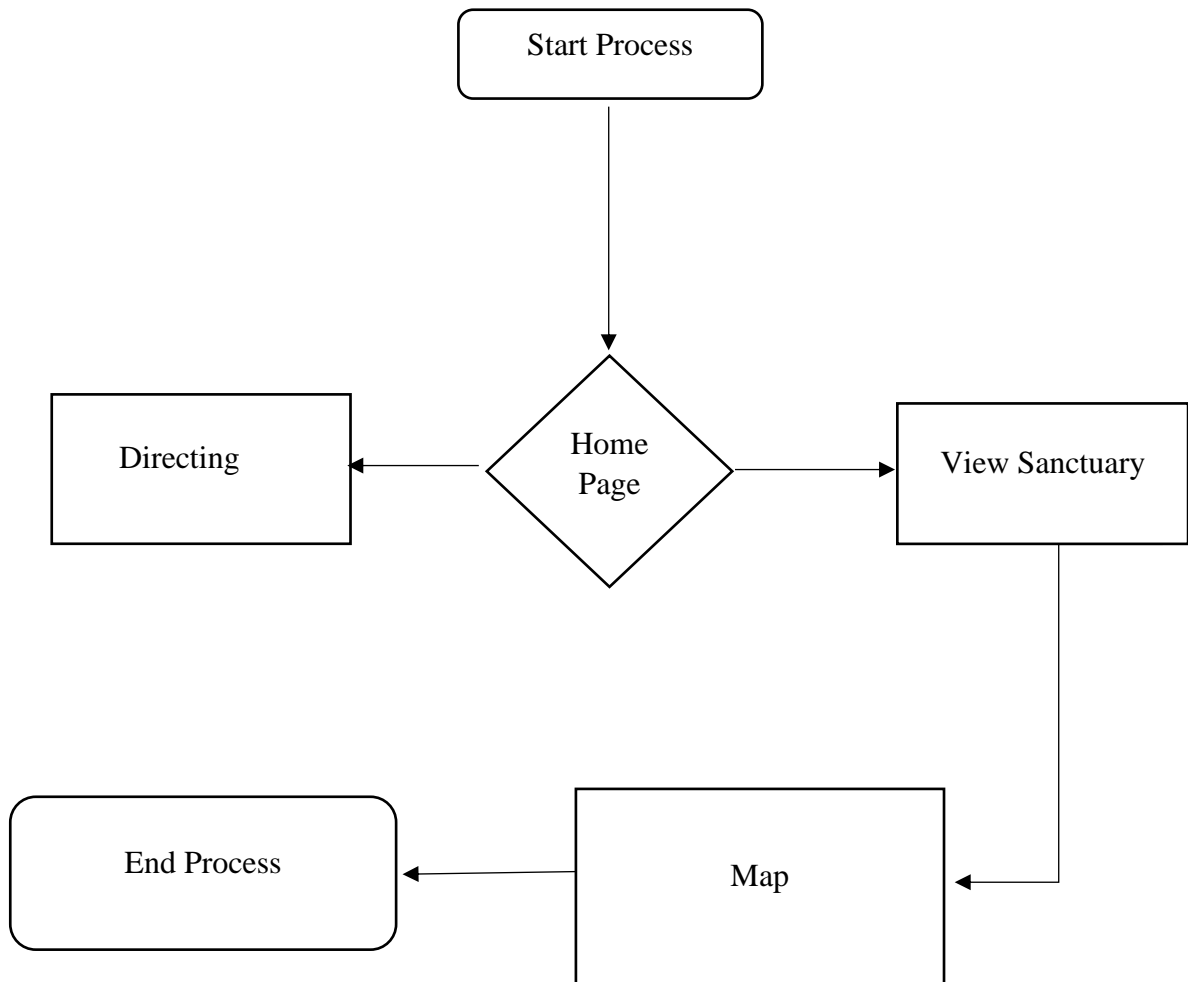 Start Process
Directing
Home
Page
View Sanctuary
End Process
Map